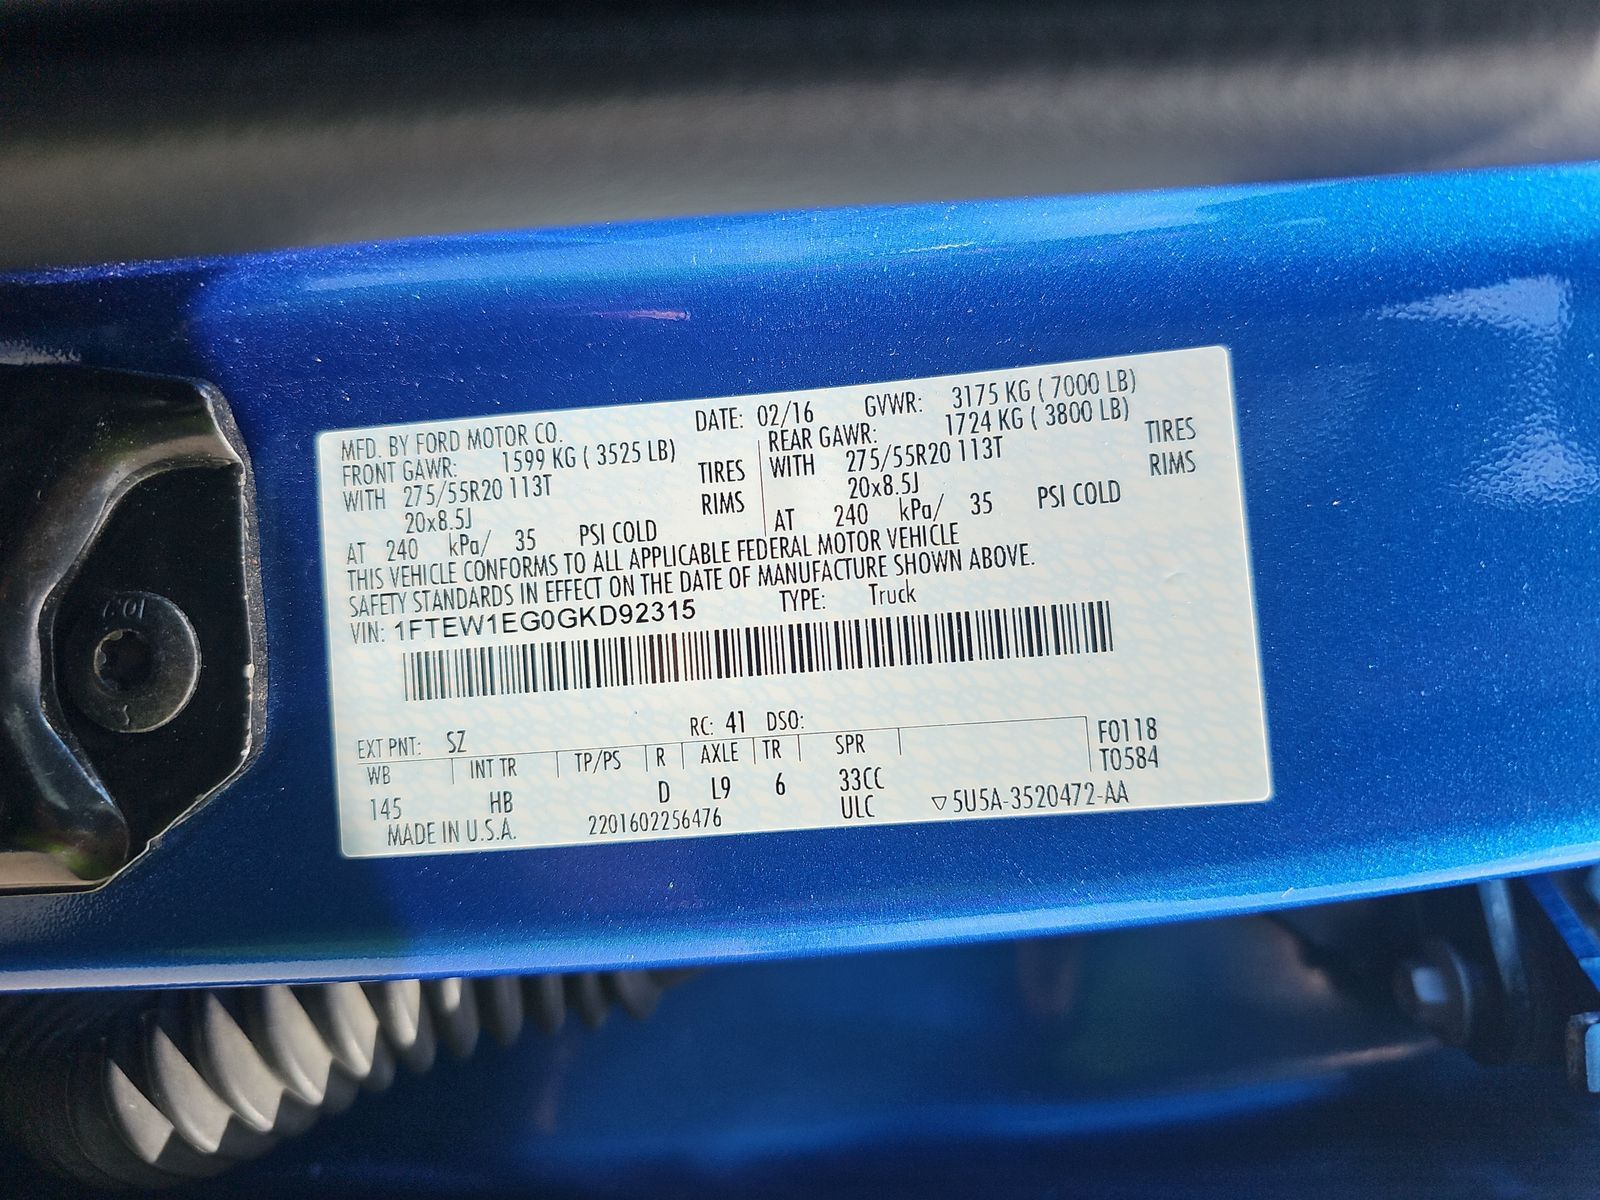 MFD. BY FORD MOTOR CO. DATE: 02/16 GVWR: 3175 KG ( 7000 LB)
FRONT GAWR: 1599 KG ( 3525 LB) REAR GAWR: 1724 KG ( 3800 LB)
WITH 275/55R20 113T TIRES WITH 275/55R20 113T TIRES
20x8.5J RIMS 20x8.5J RIMS
AT 240 kPa/ 35 PSI COLD AT 240 kPa/ 35 PSI COLD
THIS VEHICLE CONFORMS TO ALL APPLICABLE FEDERAL MOTOR VEHICLE
SAFETY STANDARDS IN EFFECT ON THE DATE OF MANUFACTURE SHOWN ABOVE.
VIN: 1FTEW1EG0GKD92315 TYPE: Truck
EXT PNT: SZ RC: 41 DSO: F0118
WB INT TR TP/PS R AXLE TR SPR T0584
145 HB D L9 6 33CC
MADE IN U.S.A. 2201602256476 ULC ▽5U5A-3520472-AA